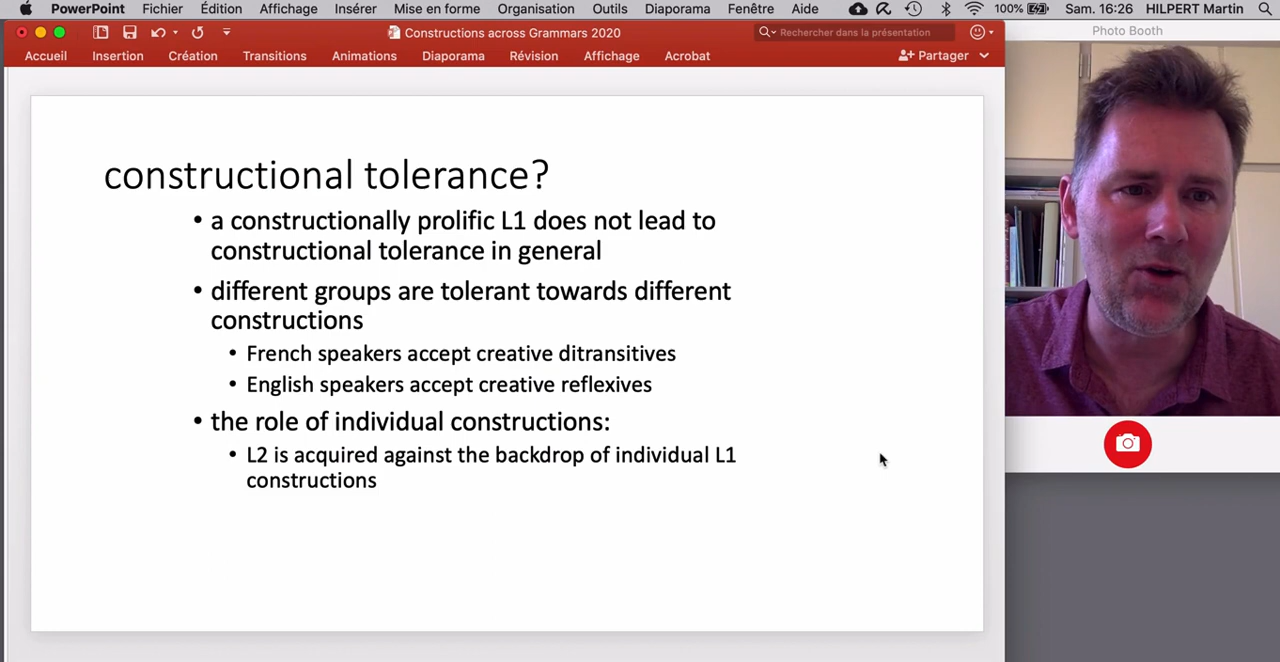 PowerPoint Fichier Édition Affichage Insérer Mise en forme Organisation Outils Diaporama Fenêtre Aide 100% Sam. 16:26 HILPERT Martin
Constructions across Grammars 2020
Rechercher dans la présentation
Photo Booth
Accueil Insertion Création Transitions Animations Diaporama Révision Affichage Acrobat Partager
constructional tolerance?
• a constructionally prolific L1 does not lead to
constructional tolerance in general
• different groups are tolerant towards different
constructions
• French speakers accept creative ditransitives
• English speakers accept creative reflexives
• the role of individual constructions:
• L2 is acquired against the backdrop of individual L1
constructions